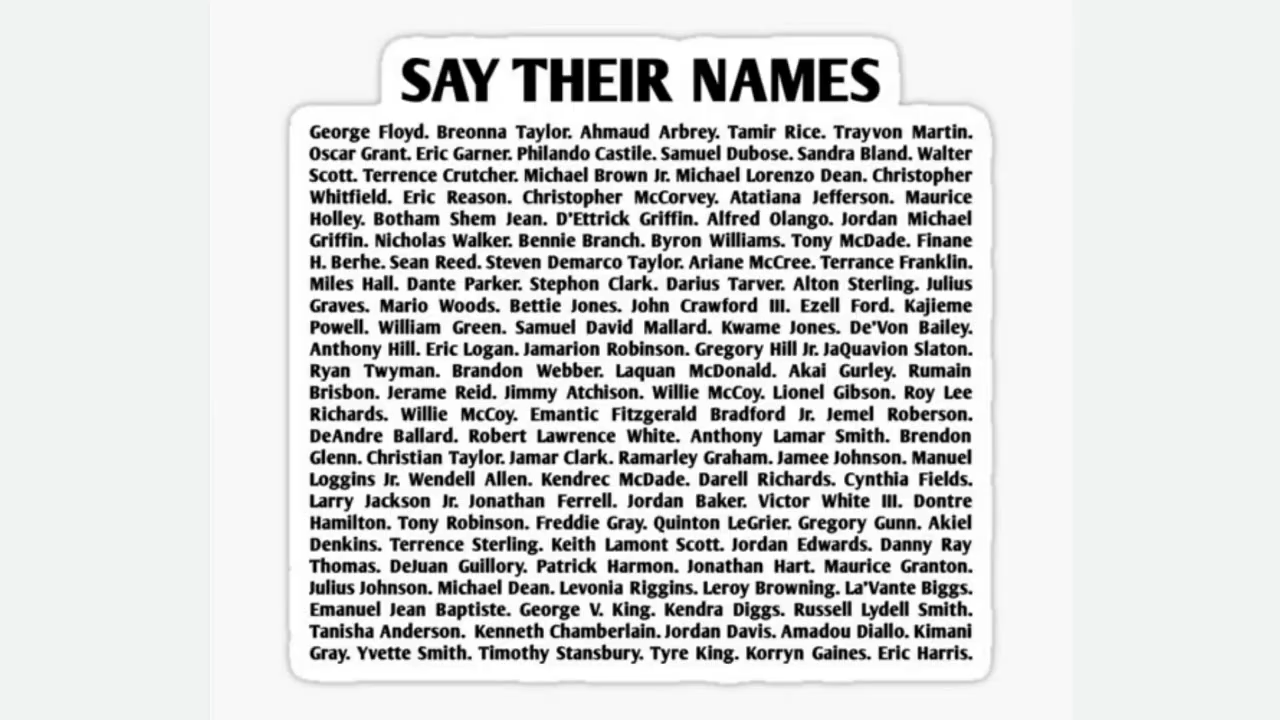 SAY THEIR NAMES
George Floyd. Breonna Taylor. Ahmaud Arbrey. Tamir Rice. Trayvon Martin.
Oscar Grant. Eric Garner. Philando Castile. Samuel Dubose. Sandra Bland. Walter
Scott. Terrence Crutcher. Michael Brown Jr. Michael Lorenzo Dean. Christopher
Whitfield. Eric Reason. Christopher McCorvey. Atatiana Jefferson. Maurice
Holley. Botham Shem Jean. D'Ettrick Griffin. Alfred Olango. Jordan Michael
Griffin. Nicholas Walker. Bennie Branch. Byron Williams. Tony McDade. Finane
H. Berhe. Sean Reed. Steven Demarco Taylor. Ariane McCree. Terrance Franklin.
Miles Hall. Dante Parker. Stephon Clark. Darius Tarver. Alton Sterling. Julius
Graves. Mario Woods. Bettie Jones. John Crawford III. Ezell Ford. Kajieme
Powell. William Green. Samuel David Mallard. Kwame Jones. De'Von Bailey.
Anthony Hill. Eric Logan. Jamarion Robinson. Gregory Hill Jr. JaQuavion Slaton.
Ryan Twyman. Brandon Webber. Laquan McDonald. Akai Gurley. Rumain
Brisbon. Jerame Reid. Jimmy Atchison. Willie McCoy. Lionel Gibson. Roy Lee
Richards. Willie McCoy. Emantic Fitzgerald Bradford Jr. Jemel Roberson.
DeAndre Ballard. Robert Lawrence White. Anthony Lamar Smith. Brendon
Glenn. Christian Taylor. Jamar Clark. Ramarley Graham. Jamee Johnson. Manuel
Loggins Jr. Wendell Allen. Kendrec McDade. Darell Richards. Cynthia Fields.
Larry Jackson Jr. Jonathan Ferrell. Jordan Baker. Victor White III. Dontre
Hamilton. Tony Robinson. Freddie Gray. Quinton LeGrier. Gregory Gunn. Akiel
Denkins. Terrence Sterling. Keith Lamont Scott. Jordan Edwards. Danny Ray
Thomas. DeJuan Guillory. Patrick Harmon. Jonathan Hart. Maurice Granton.
Julius Johnson. Michael Dean. Levonia Riggins. Leroy Browning. La'Vante Biggs.
Emanuel Jean Baptiste. George V. King. Kendra Diggs. Russell Lydell Smith.
Tanisha Anderson. Kenneth Chamberlain. Jordan Davis. Amadou Diallo. Kimani
Gray. Yvette Smith. Timothy Stansbury. Tyre King. Korryn Gaines. Eric Harris.